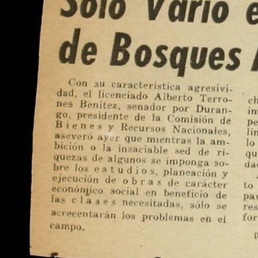 Sólo Varió e
de Bosques
Con su característica agresivi-
dad, el licenciado Alberto Terro-
nes Benítez, senador por Duran-
go, presidente de la Comisión de
Bienes y Recursos Nacionales,
aseveró ayer que mientras la am-
bición o la insaciable sed de ri-
quezas de algunos se imponga so-
bre los estudios, planeación y
ejecución de obras de carácter
económico social en beneficio de
las clases necesitadas, sólo se
acrecentarán los problemas en el
campo.